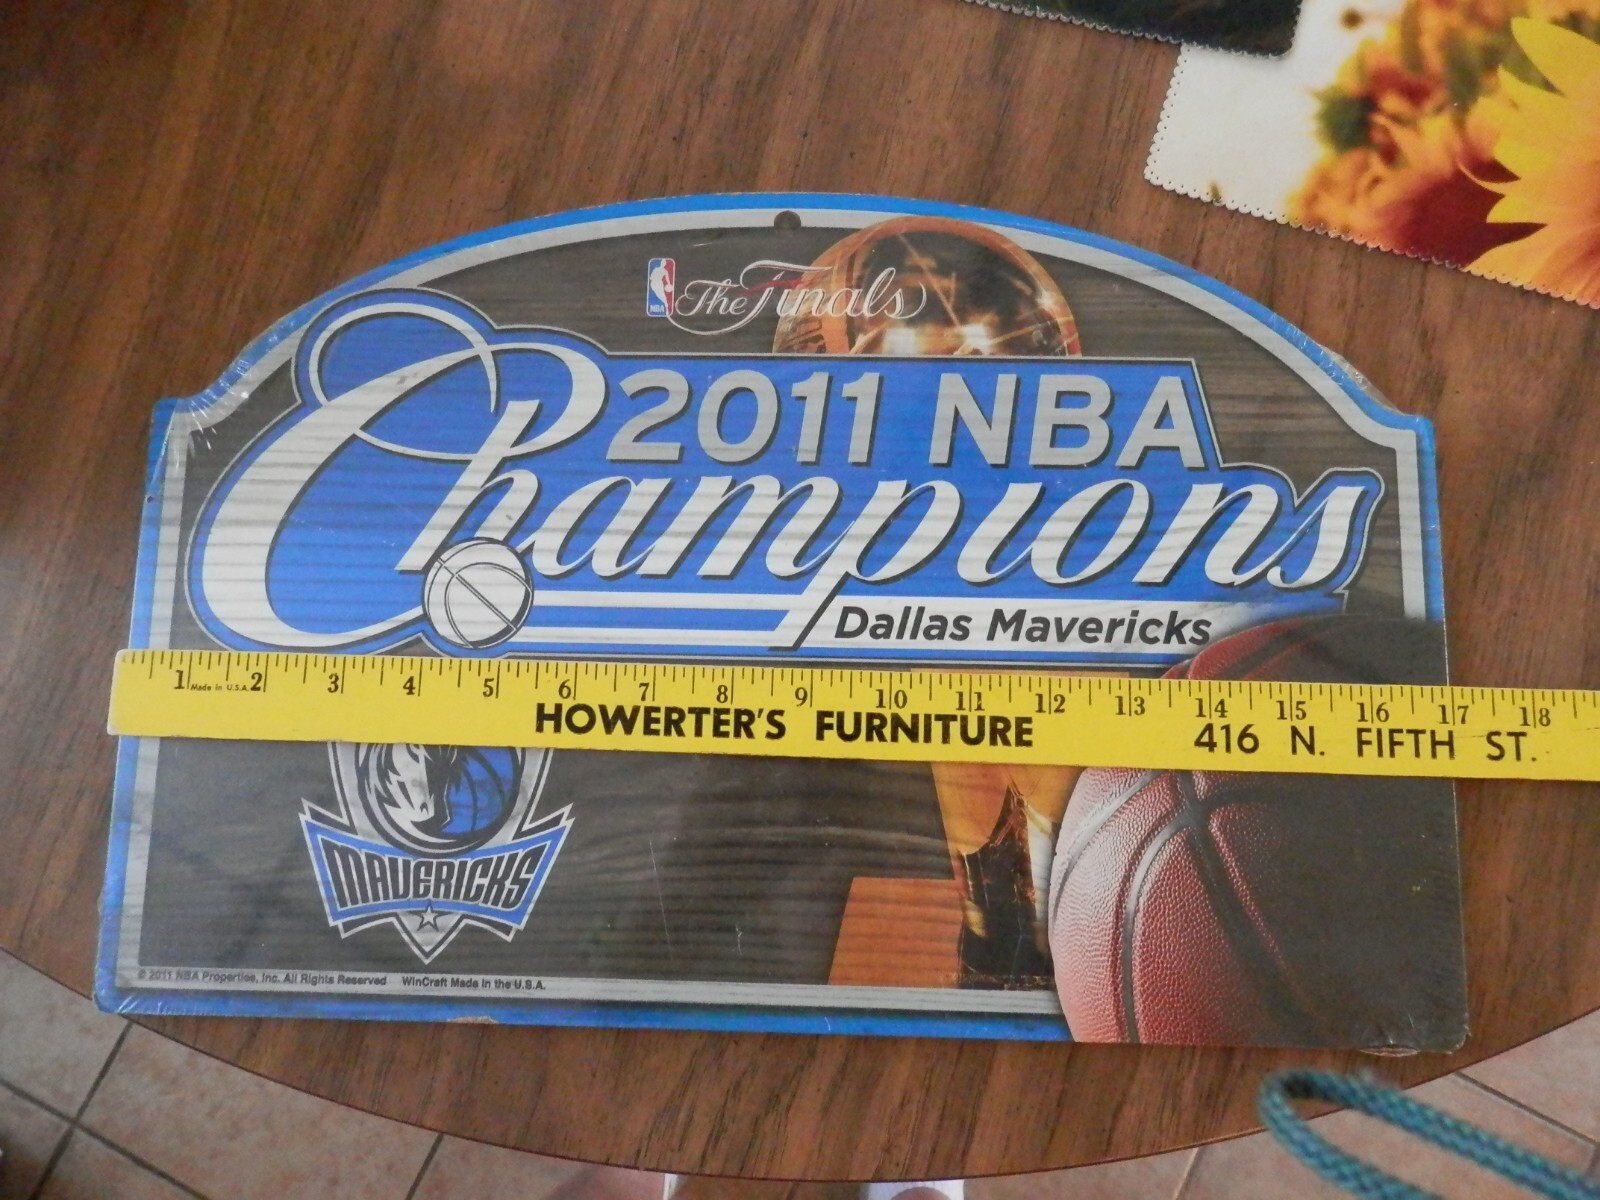 NBA The Finals
2011 NBA
Champions
Dallas Mavericks
1 2 3 4 5 6 7 8 9 10 11 12 13 14 15 16 17 18
Made in U.S.A.
HOWERTER'S FURNITURE 416 N. FIFTH ST.
MAVERICKS
© 2011 NBA Properties, Inc. All Rights Reserved WinCraft Made in the U.S.A.